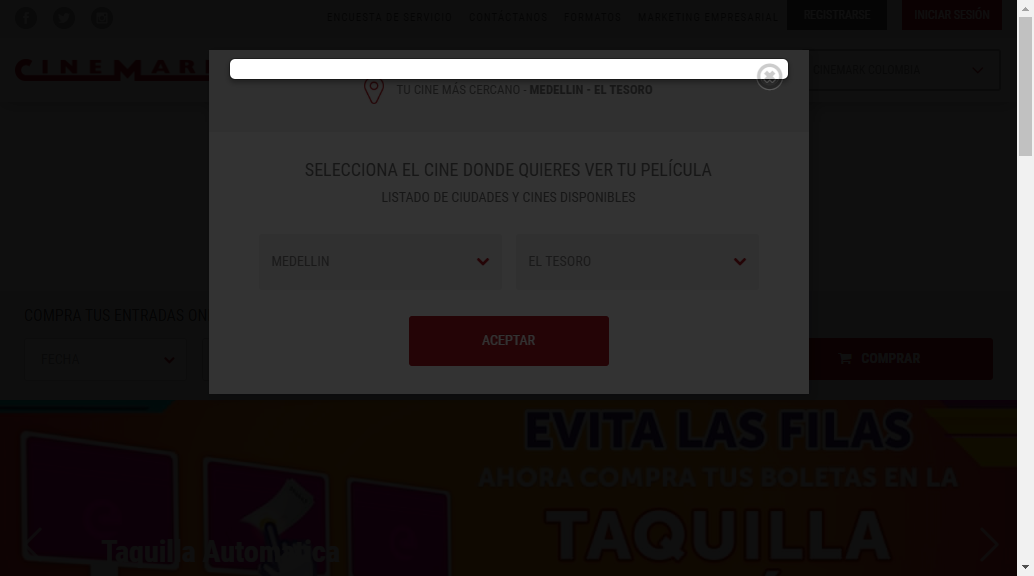 ENCUESTA DE SERVICIO CONTÁCTANOS FORMATOS MARKETING EMPRESARIAL REGISTRARSE INICIAR SESIÓN
CINEMARK COLOMBIA
TU CINE MÁS CERCANO - MEDELLIN - EL TESORO
SELECCIONA EL CINE DONDE QUIERES VER TU PELÍCULA
LISTADO DE CIUDADES Y CINES DISPONIBLES
MEDELLIN EL TESORO
COMPRA TUS ENTRADAS ON
ACEPTAR
TECHA COMPRAR
EVITA LAS FILAS
AHORA COMPRA TUS BOLETAS EN LA
TAQUILLA
Taquilla Automática